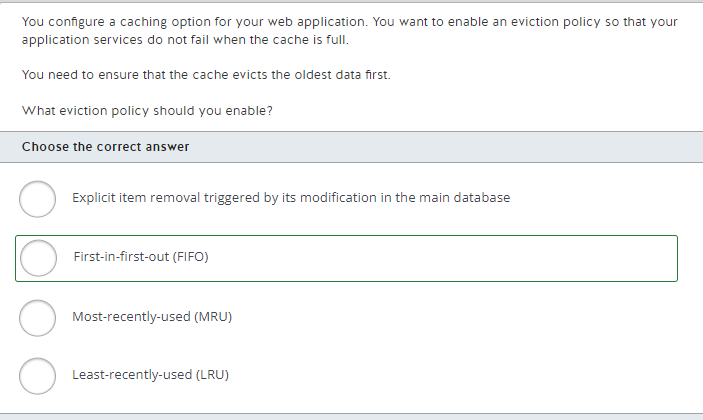 You configure a caching option for your web application. You want to enable an eviction policy so that your
application services do not fail when the cache is full.
You need to ensure that the cache evicts the oldest data first.
What eviction policy should you enable?
Choose the correct answer
Explicit item removal triggered by its modification in the main database
First-in-first-out (FIFO)
Most-recently-used (MRU)
Least-recently-used (LRU)